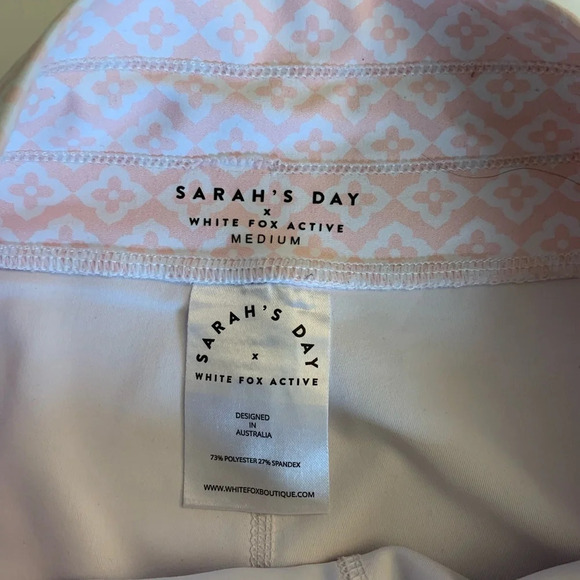 SARAH'S DAY
x
WHITE FOX ACTIVE
MEDIUM
SARAH'S DAY
x
WHITE FOX ACTIVE
DESIGNED
IN
AUSTRALIA
73% POLYESTER 27% SPANDEX
WWW.WHITEFOXBOUTIQUE.COM